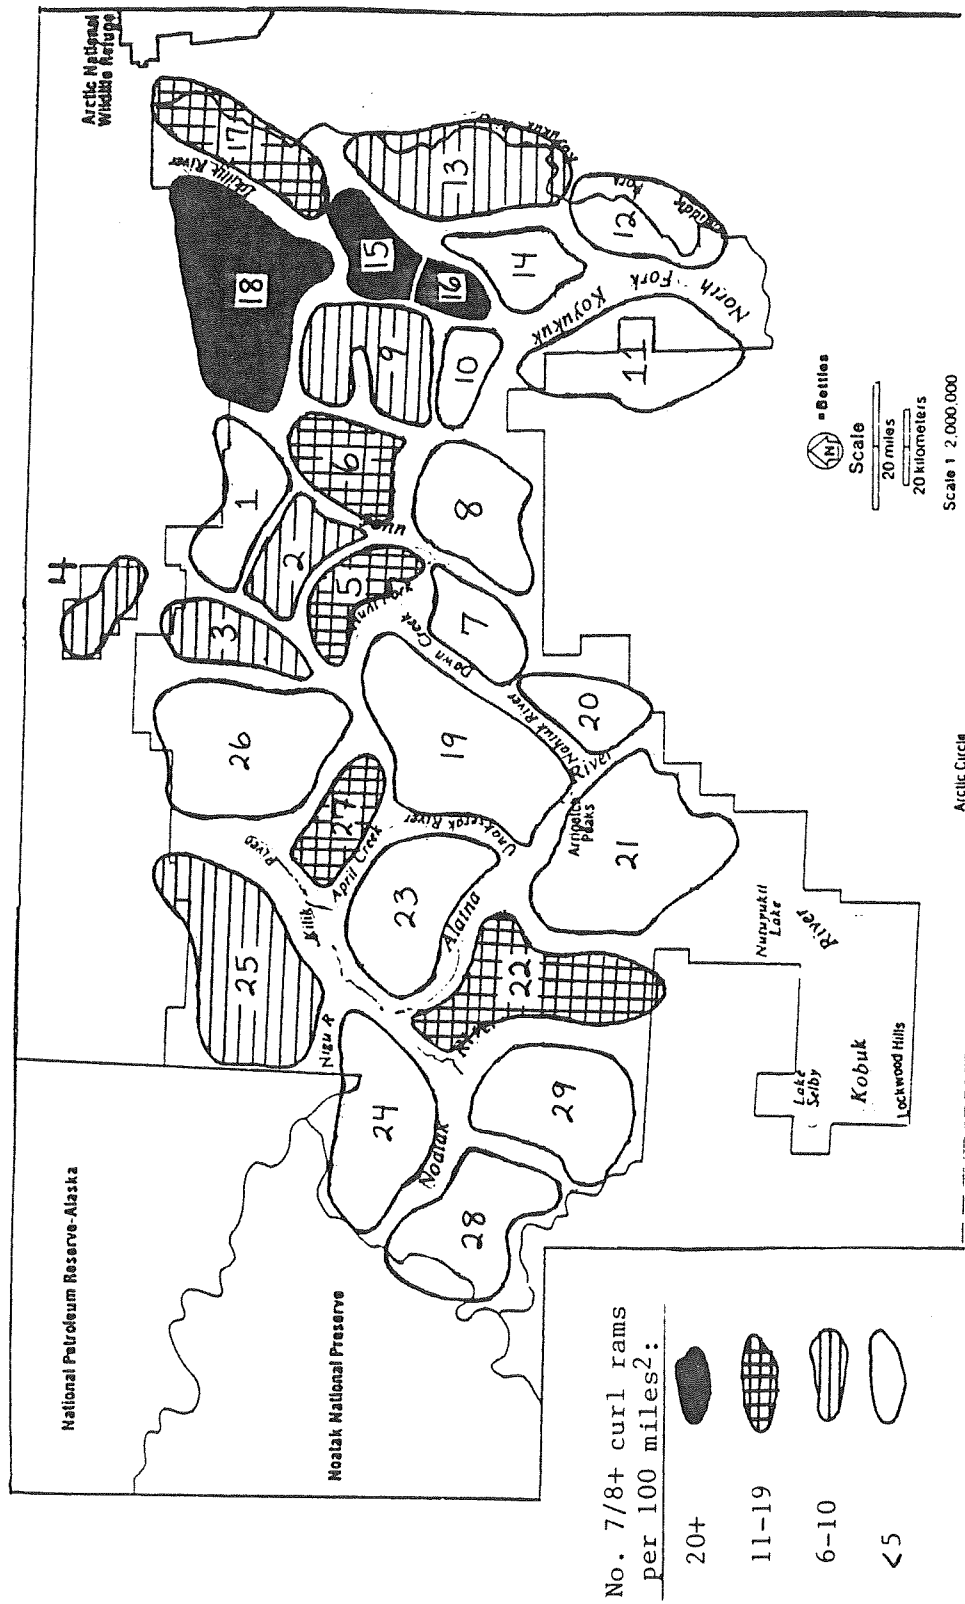 Arctic National
Wildlife Refuge
National Petroleum Reserve-Alaska
Noatak National Preserve
Itkillik River
17
18
15
16
13
12
14
North Fork Koyukuk
11
10
9
6
1
2
4
3
5
8
7
Dawn Creek
Nahiuk River
20
19
26
27
April Creek
Unakserak River
River
Arrigetch
Peaks
21
23
Alatna
River
22
Killik
River
25
Nigu R
24
Noatak
29
28
Nutuvukti
Lake
River
Lake
Selby
Kobuk
Lockwood Hills
Arctic Circle
N
Bettles
Scale
20 miles
20 kilometers
Scale 1 2,000,000
No. 7/8+ curl rams
per 100 miles²:
20+
11-19
6-10
<5